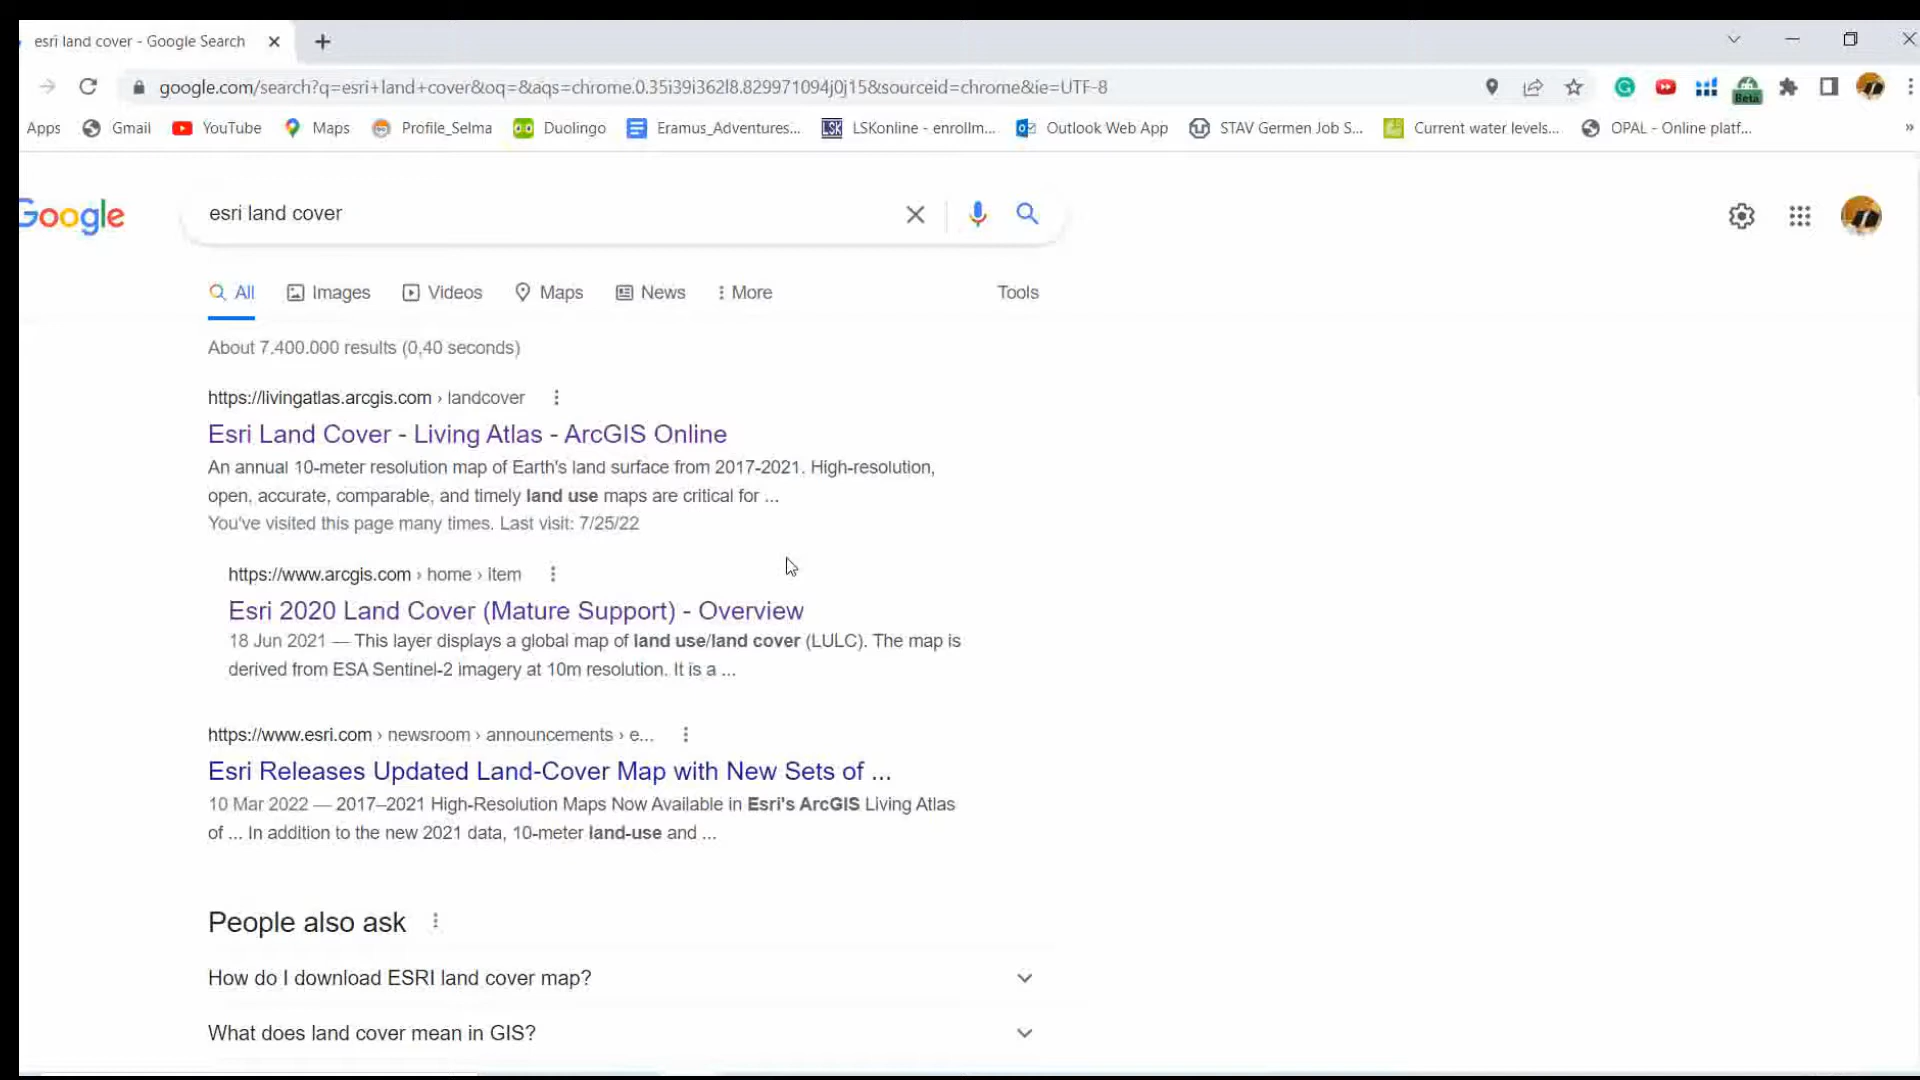 esri land cover - Google Search
google.com/search?q=esri+land+cover&oq=&aqs=chrome.0.35i39i362l8.829971094j0j15&sourceid=chrome&ie=UTF-8
Beta
Apps Gmail YouTube Maps Profile_Selma Duolingo Eramus_Adventures... LSK LSKonline - enrollm... Outlook Web App STAV Germen Job S... Current water levels... OPAL - Online platf... »
Google
esri land cover
All Images Videos Maps News More Tools
About 7.400.000 results (0,40 seconds)
https://livingatlas.arcgis.com › landcover
Esri Land Cover - Living Atlas - ArcGIS Online
An annual 10-meter resolution map of Earth's land surface from 2017-2021. High-resolution,
open, accurate, comparable, and timely land use maps are critical for ...
You've visited this page many times. Last visit: 7/25/22
https://www.arcgis.com › home › item
Esri 2020 Land Cover (Mature Support) - Overview
18 Jun 2021 — This layer displays a global map of land use/land cover (LULC). The map is
derived from ESA Sentinel-2 imagery at 10m resolution. It is a ...
https://www.esri.com › newsroom › announcements › e...
Esri Releases Updated Land-Cover Map with New Sets of ...
10 Mar 2022 — 2017–2021 High-Resolution Maps Now Available in Esri's ArcGIS Living Atlas
of ... In addition to the new 2021 data, 10-meter land-use and ...
People also ask
How do I download ESRI land cover map?
What does land cover mean in GIS?